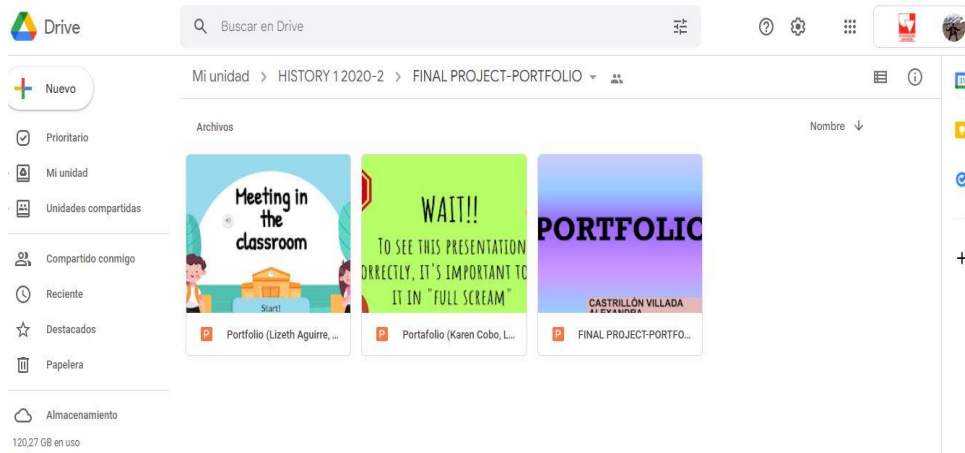 Drive
Buscar en Drive
Mi unidad > HISTORY 1 2020-2 > FINAL PROJECT-PORTFOLIO
Nuevo
Prioritario
Mi unidad
Unidades compartidas
Compartido conmigo
Reciente
Destacados
Papelera
Almacenamiento
120,27 GB en uso
Archivos
Nombre
Meeting in
the
classroom
Start!
P Portfolio (Lizeth Aguirre, ...
WAIT!!
TO SEE THIS PRESENTATION
ORRECTLY, IT'S IMPORTANT TO
IT IN "FULL SCREAM"
P Portafolio (Karen Cobo, L...
PORTFOLIO
CASTRILLÓN VILLADA
ALEXANDRA
P FINAL PROJECT-PORTFO...